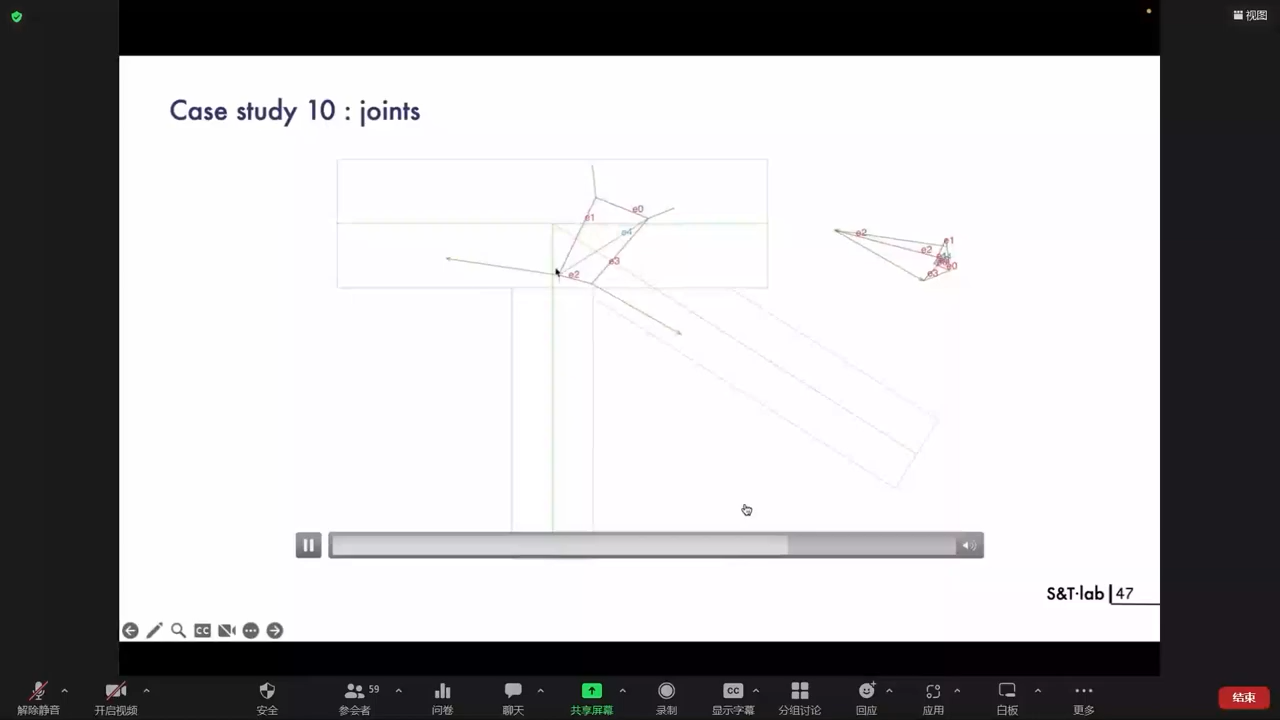 视图
Case study 10 : joints
e0
e1
e4
e3
e2
e2
e1
e2
e0
e3
S&T·lab 47
CC
59
CC
解除静音
开启视频
安全
参会者
问卷
聊天
共享屏幕
录制
显示字幕
分组讨论
回应
应用
白板
更多
结束